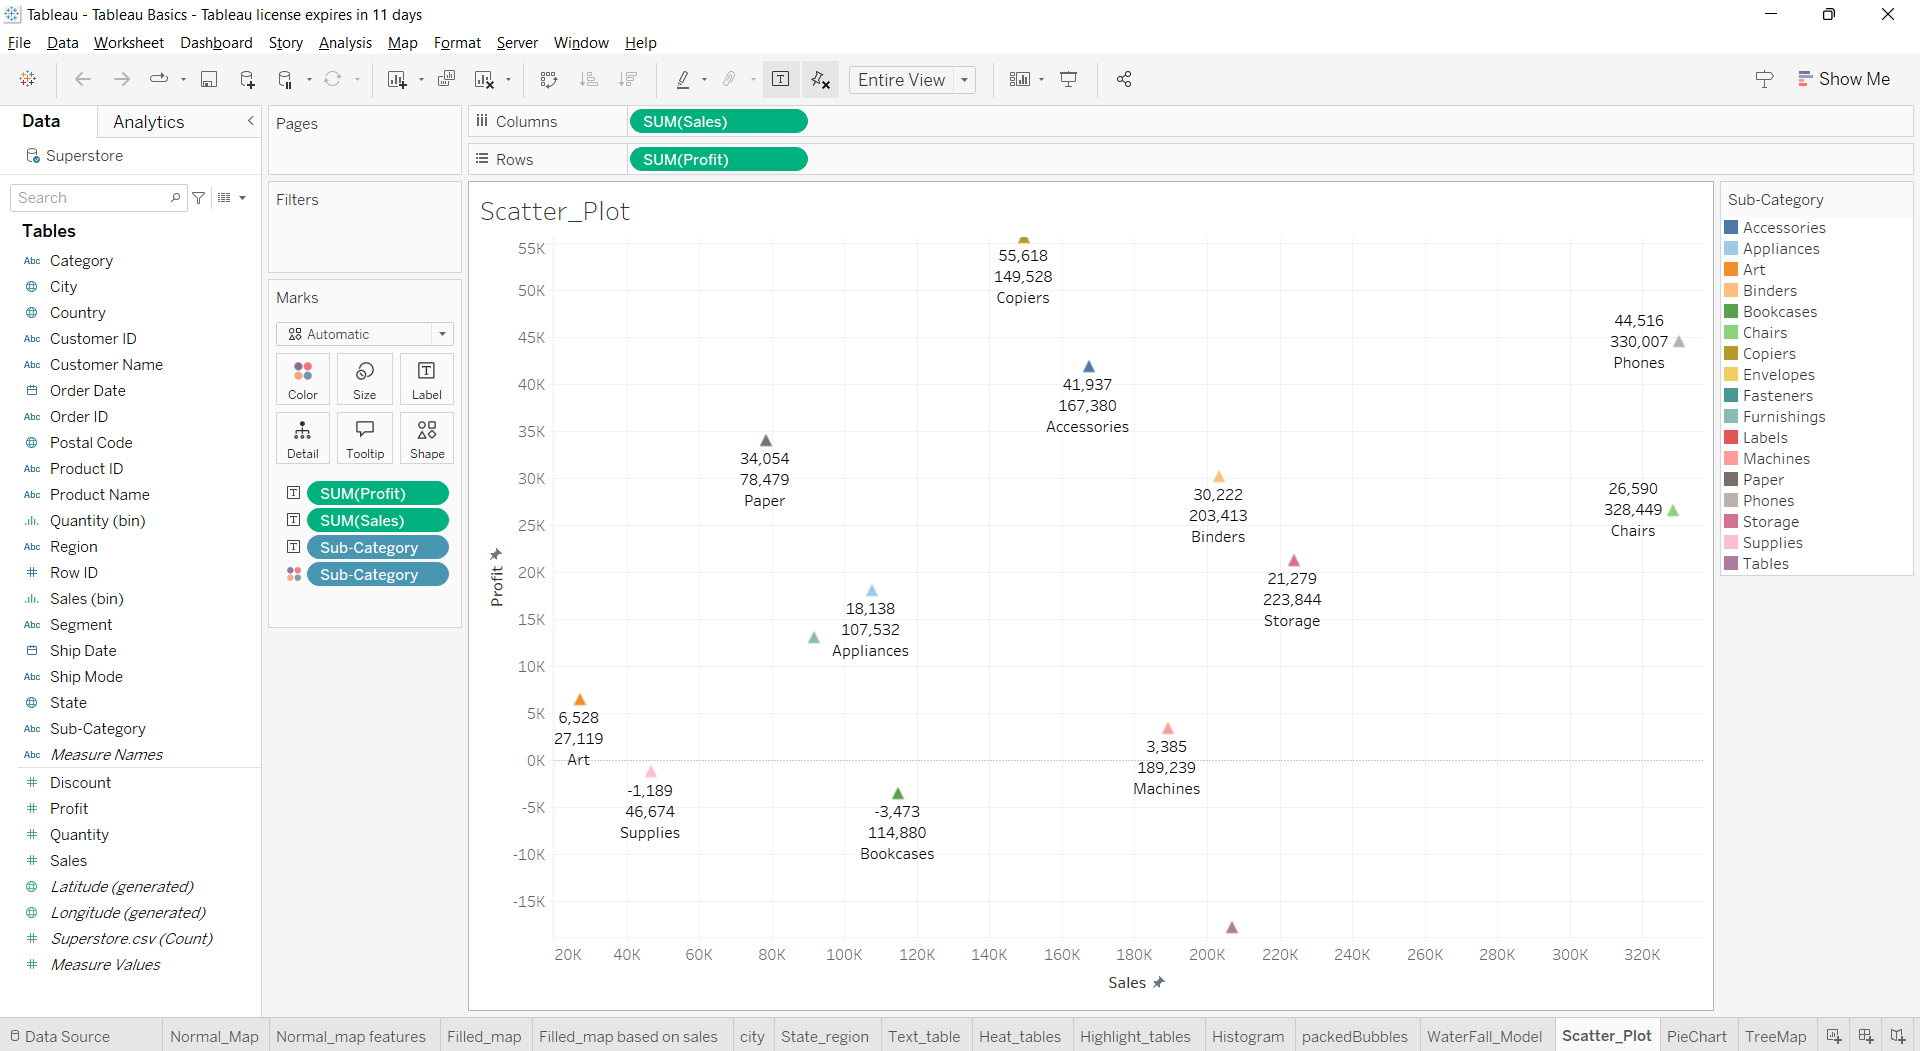 Tableau - Tableau Basics - Tableau license expires in 11 days
File Data Worksheet Dashboard Story Analysis Map Format Server Window Help
Entire View
Show Me
Data Analytics
Superstore
Search
Tables
Abc Category
City
Country
Abc Customer ID
Abc Customer Name
Order Date
Abc Order ID
Postal Code
Abc Product ID
Abc Product Name
Quantity (bin)
Abc Region
# Row ID
Sales (bin)
Abc Segment
Ship Date
Abc Ship Mode
State
Abc Sub-Category
Abc Measure Names
# Discount
# Profit
# Quantity
# Sales
Latitude (generated)
Longitude (generated)
# Superstore.csv (Count)
# Measure Values
Pages
Filters
Marks
Automatic
Color Size Label
Detail Tooltip Shape
SUM(Profit)
SUM(Sales)
Sub-Category
Sub-Category
Columns SUM(Sales)
Rows SUM(Profit)
Scatter_Plot
55K
50K
45K
40K
35K
30K
25K
20K
15K
10K
5K
0K
-5K
-10K
-15K
Profit
55,618
149,528
Copiers
44,516
330,007
Phones
41,937
167,380
Accessories
34,054
78,479
Paper
30,222
203,413
Binders
26,590
328,449
Chairs
21,279
223,844
Storage
18,138
107,532
Appliances
6,528
27,119
Art
3,385
189,239
Machines
-1,189
46,674
Supplies
-3,473
114,880
Bookcases
20K 40K 60K 80K 100K 120K 140K 160K 180K 200K 220K 240K 260K 280K 300K 320K
Sales
Sub-Category
Accessories
Appliances
Art
Binders
Bookcases
Chairs
Copiers
Envelopes
Fasteners
Furnishings
Labels
Machines
Paper
Phones
Storage
Supplies
Tables
Data Source Normal_Map Normal_map features Filled_map Filled_map based on sales city State_region Text_table Heat_tables Highlight_tables Histogram packedBubbles WaterFall_Model Scatter_Plot PieChart TreeMap